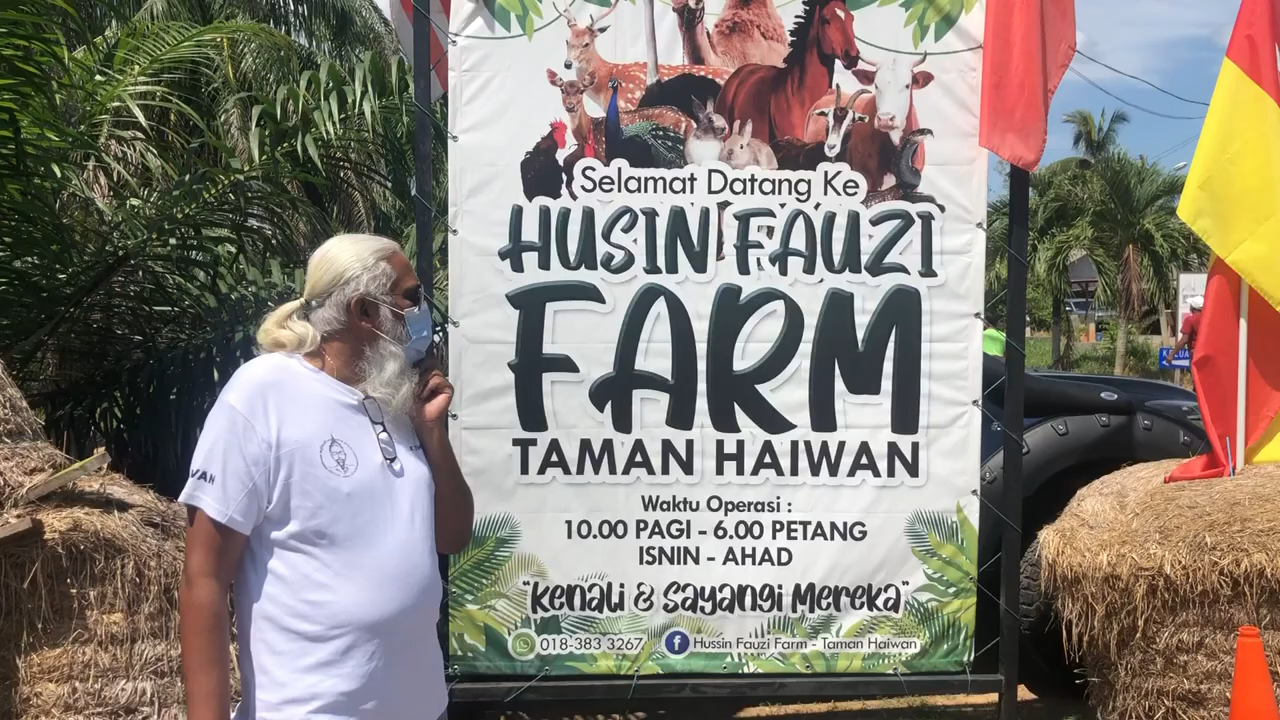 Selamat Datang Ke
HUSIN FAUZI
FARM
TAMAN HAIWAN
Waktu Operasi :
10.00 PAGI - 6.00 PETANG
ISNIN - AHAD
"Kenali & Sayangi Mereka"
018-383 3267 f Hussin Fauzi Farm - Taman Haiwan
VAN